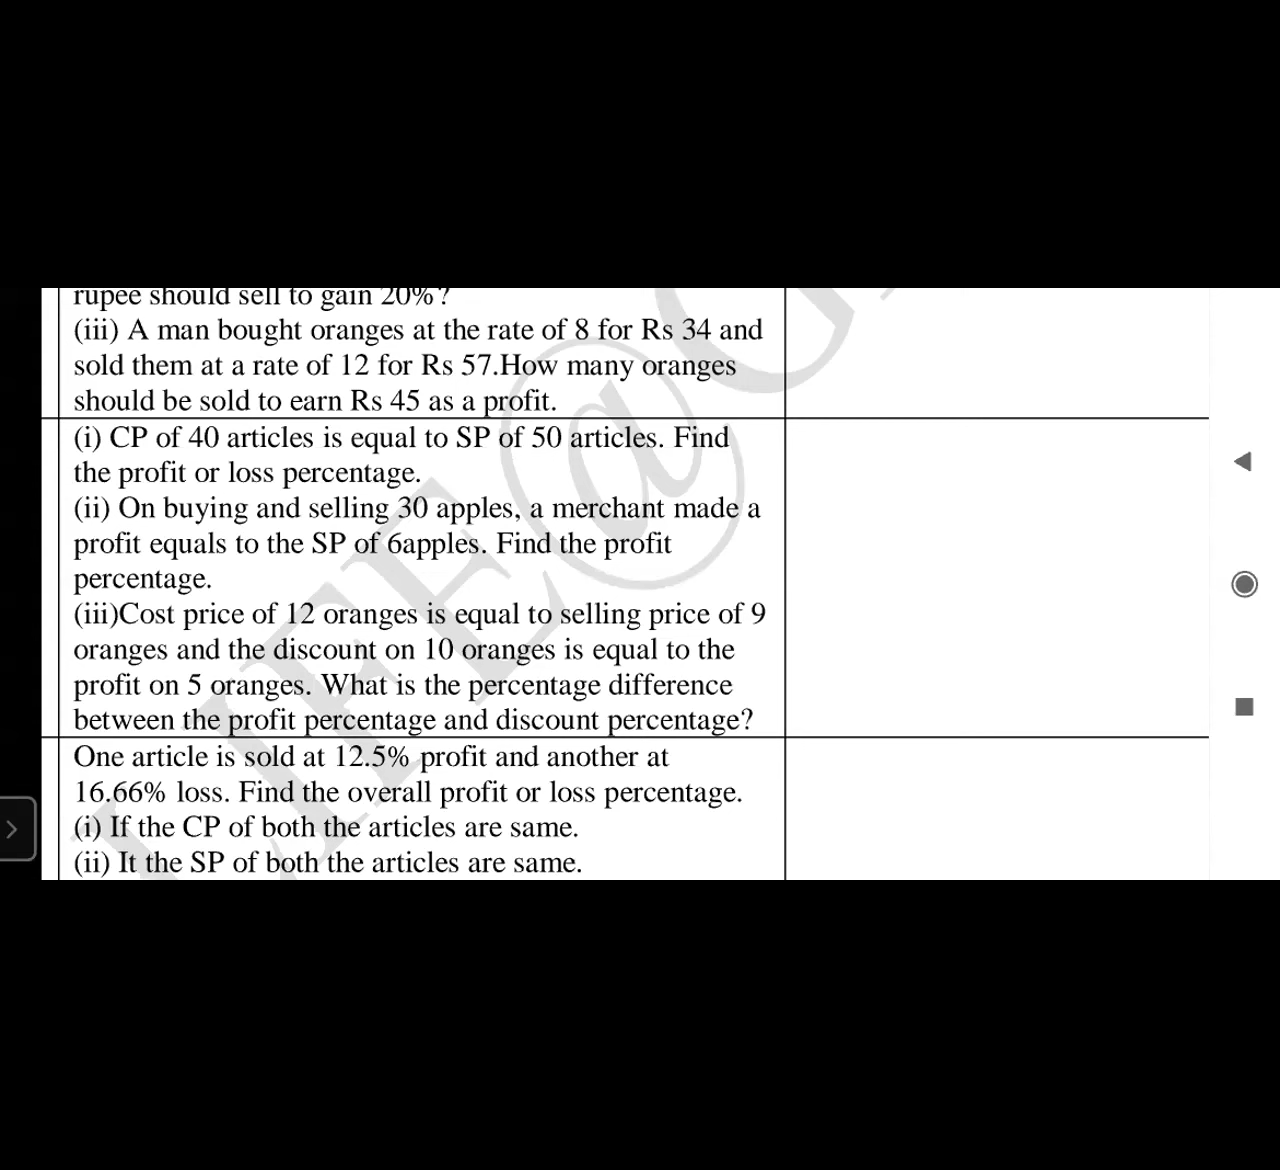 rupee should sell to gain 20%?
(iii) A man bought oranges at the rate of 8 for Rs 34 and
sold them at a rate of 12 for Rs 57.How many oranges
should be sold to earn Rs 45 as a profit.
(i) CP of 40 articles is equal to SP of 50 articles. Find
the profit or loss percentage.
(ii) On buying and selling 30 apples, a merchant made a
profit equals to the SP of 6apples. Find the profit
percentage.
(iii)Cost price of 12 oranges is equal to selling price of 9
oranges and the discount on 10 oranges is equal to the
profit on 5 oranges. What is the percentage difference
between the profit percentage and discount percentage?
One article is sold at 12.5% profit and another at
16.66% loss. Find the overall profit or loss percentage.
(i) If the CP of both the articles are same.
(ii) It the SP of both the articles are same.